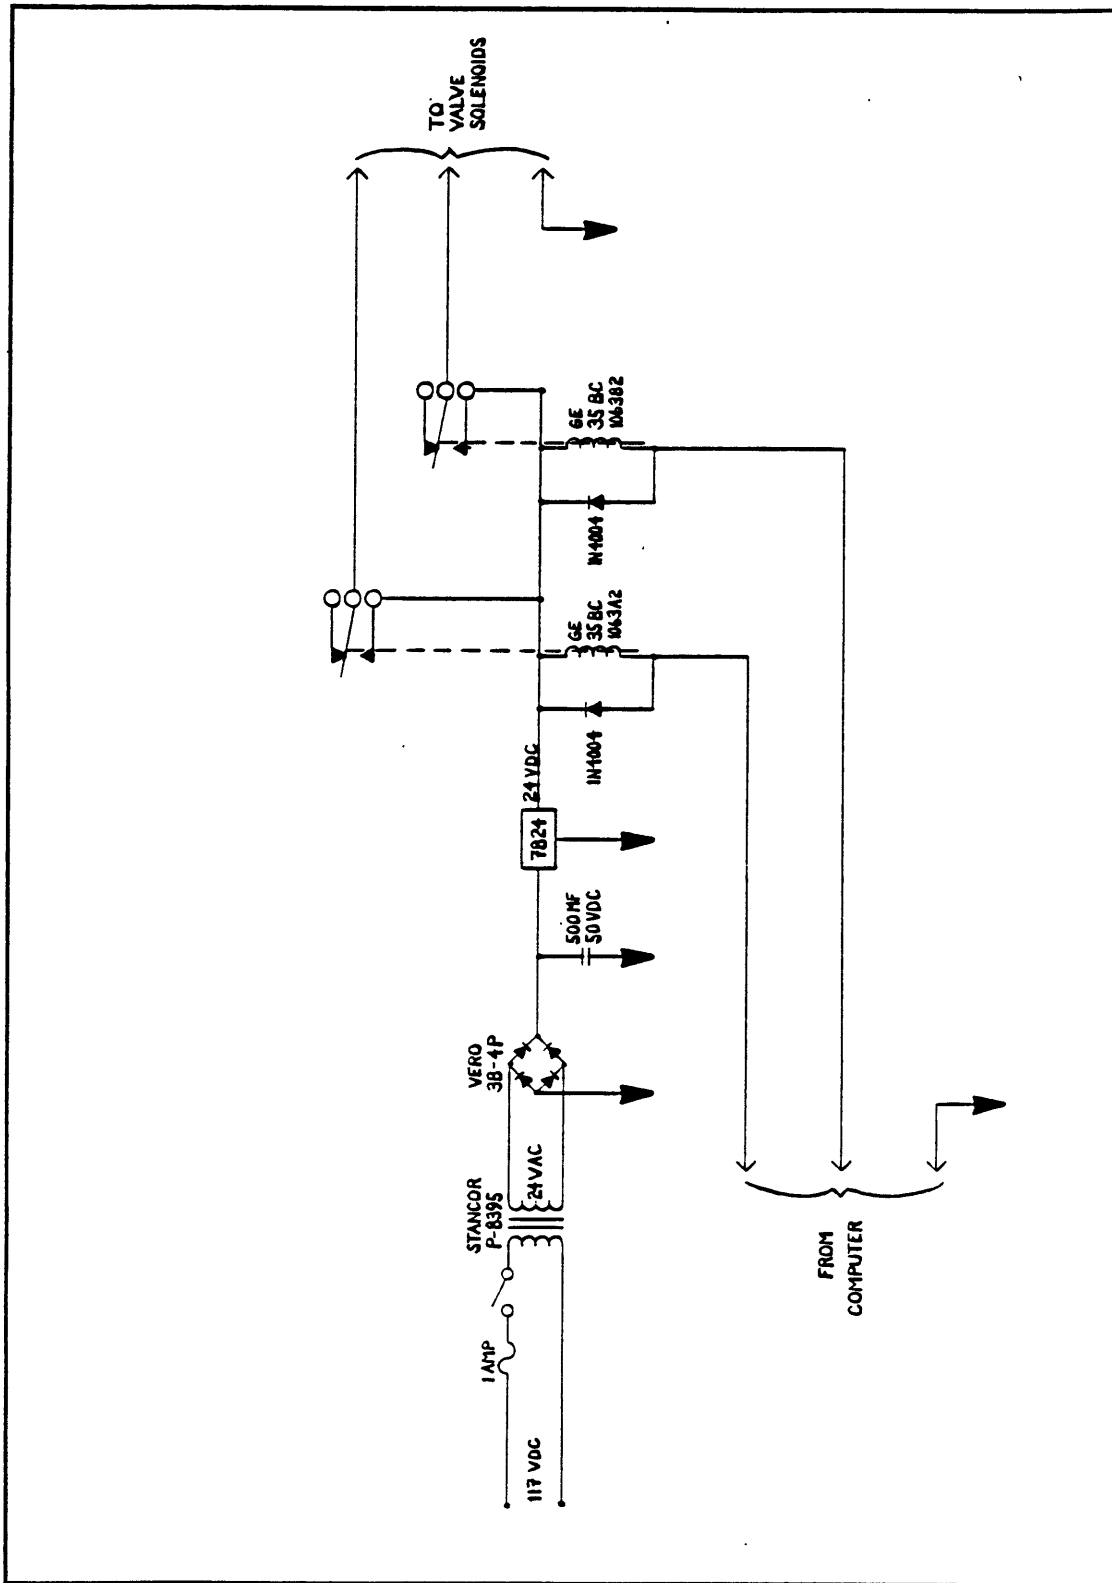 TO
VALVE
SOLENOIDS
GE
35 BC
1063B2
1N4004
GE
35 BC
1063A2
1N4004
24 VDC
7824
500 MF
50 VDC
VERO
3B-4P
24 VAC
STANCOR
P-8395
1 AMP
117 VDC
FROM
COMPUTER